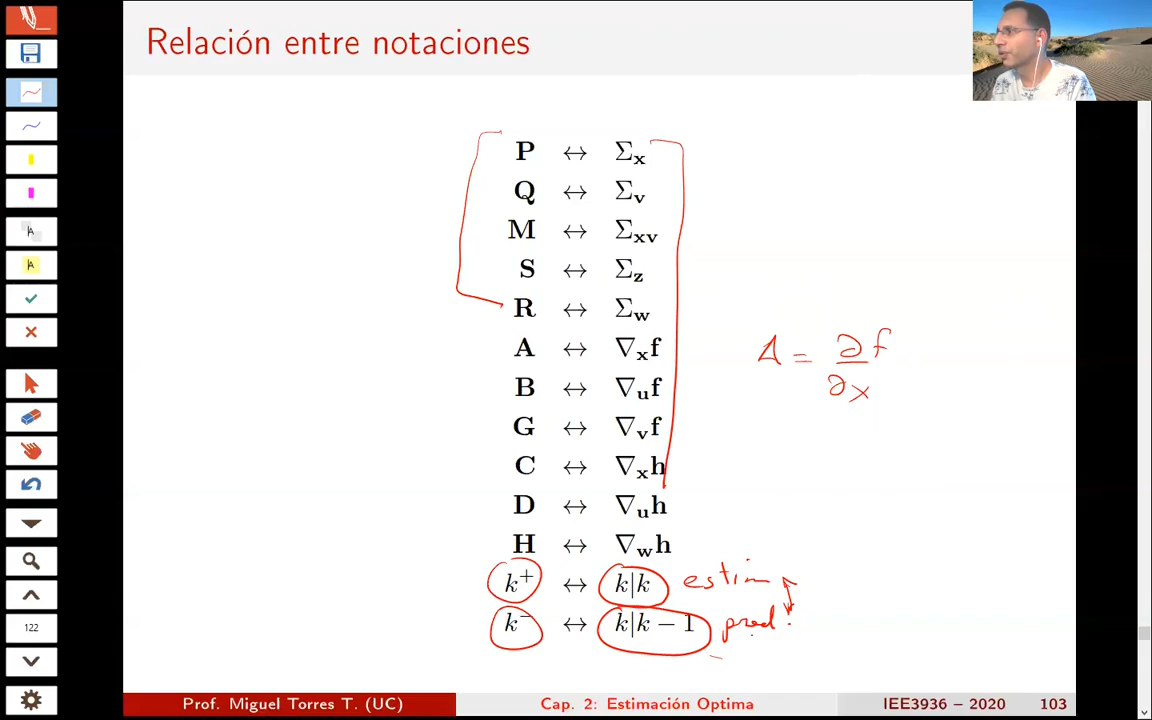 Relación entre notaciones
P ↔ Σx
Q ↔ Σv
M ↔ Σxv
S ↔ Σz
R ↔ Σw
A ↔ ∇xf
B ↔ ∇uf
G ↔ ∇vf
C ↔ ∇xh
D ↔ ∇uh
H ↔ ∇wh
k⁺ ↔ k|k estim
k⁻ ↔ k|k − 1 pred.
A = ∂f/∂x
122
Prof. Miguel Torres T. (UC) Cap. 2: Estimación Optima IEE3936 – 2020 103